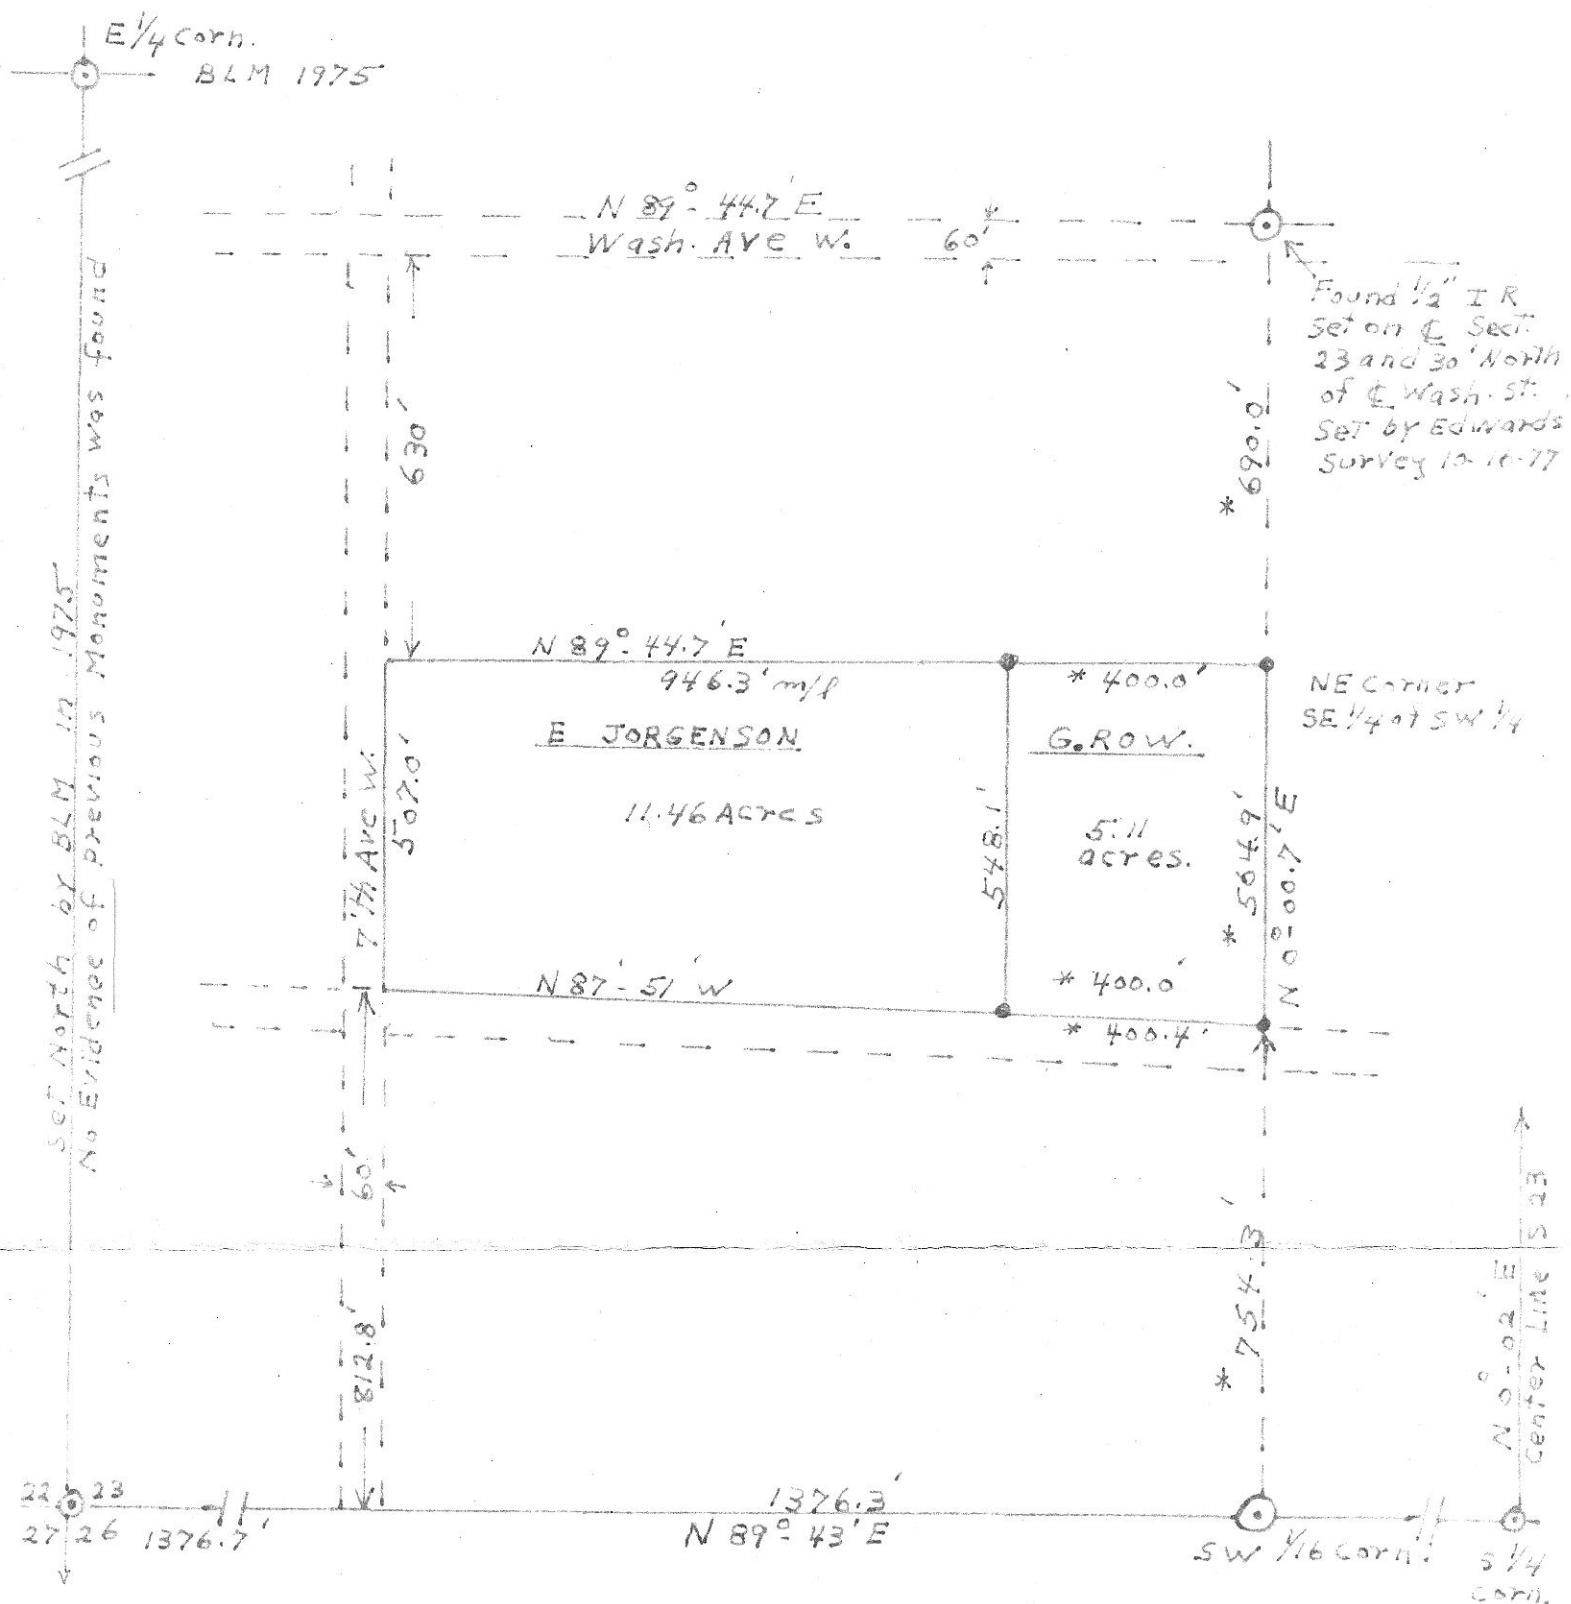 E 1/4 Corn.
BLM 1975
N 89°-44.7' E
Wash. AVE W.
60'
Found 1/2" I R
set on ℄ Sect.
23 and 30' North
of ℄ Wash. St.
Set by Edwards
Survey 10-16-77
Set North by BLM in 1975
No Evidence of previous Monuments was found
630'
* 690.0'
N 89°-44.7' E
946.3' m/l
* 400.0'
NE Corner
SE 1/4 of SW 1/4
E JORGENSON
G. ROW.
11.46 Acres
5.11
acres.
7'th Ave W.
507.0'
548.1'
* 564.9'
N 0°-00.7' E
N 87°-51' W
* 400.0'
* 400.4'
60'
812.8'
* 754.3'
N 0°-02' E
Center Line S 23
22 23
27 26
1376.7'
1376.3'
N 89°-43' E
SW 1/16 Corn.
S 1/4
Corn.